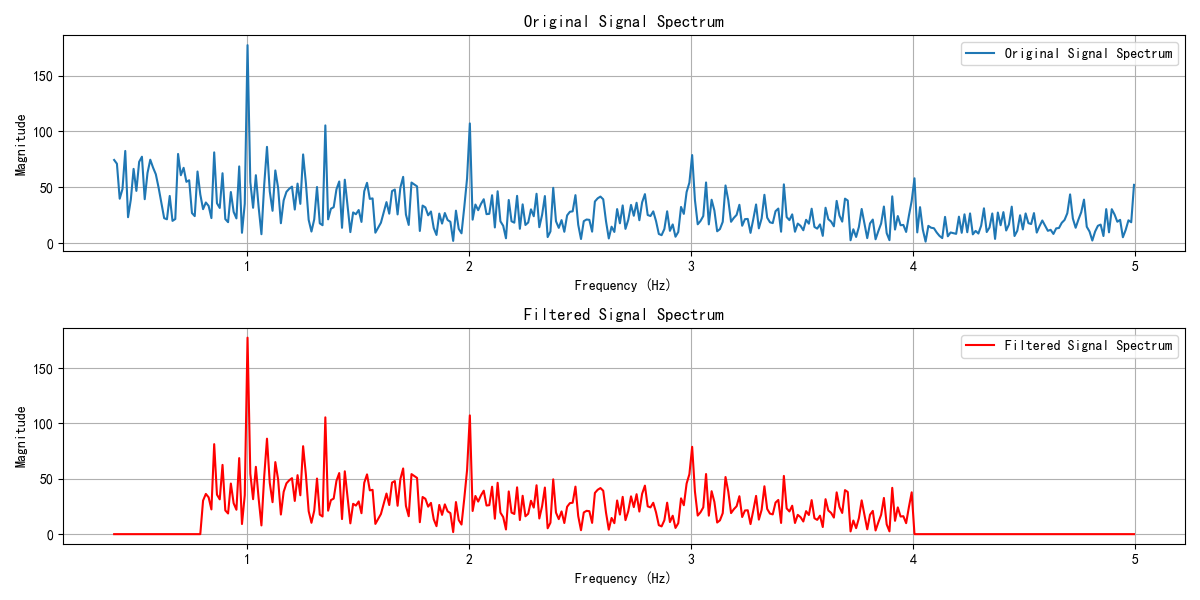 Original Signal Spectrum
Original Signal Spectrum
Magnitude
150
100
50
0
1 2 3 4 5
Frequency (Hz)
Filtered Signal Spectrum
Filtered Signal Spectrum
Magnitude
150
100
50
0
1 2 3 4 5
Frequency (Hz)